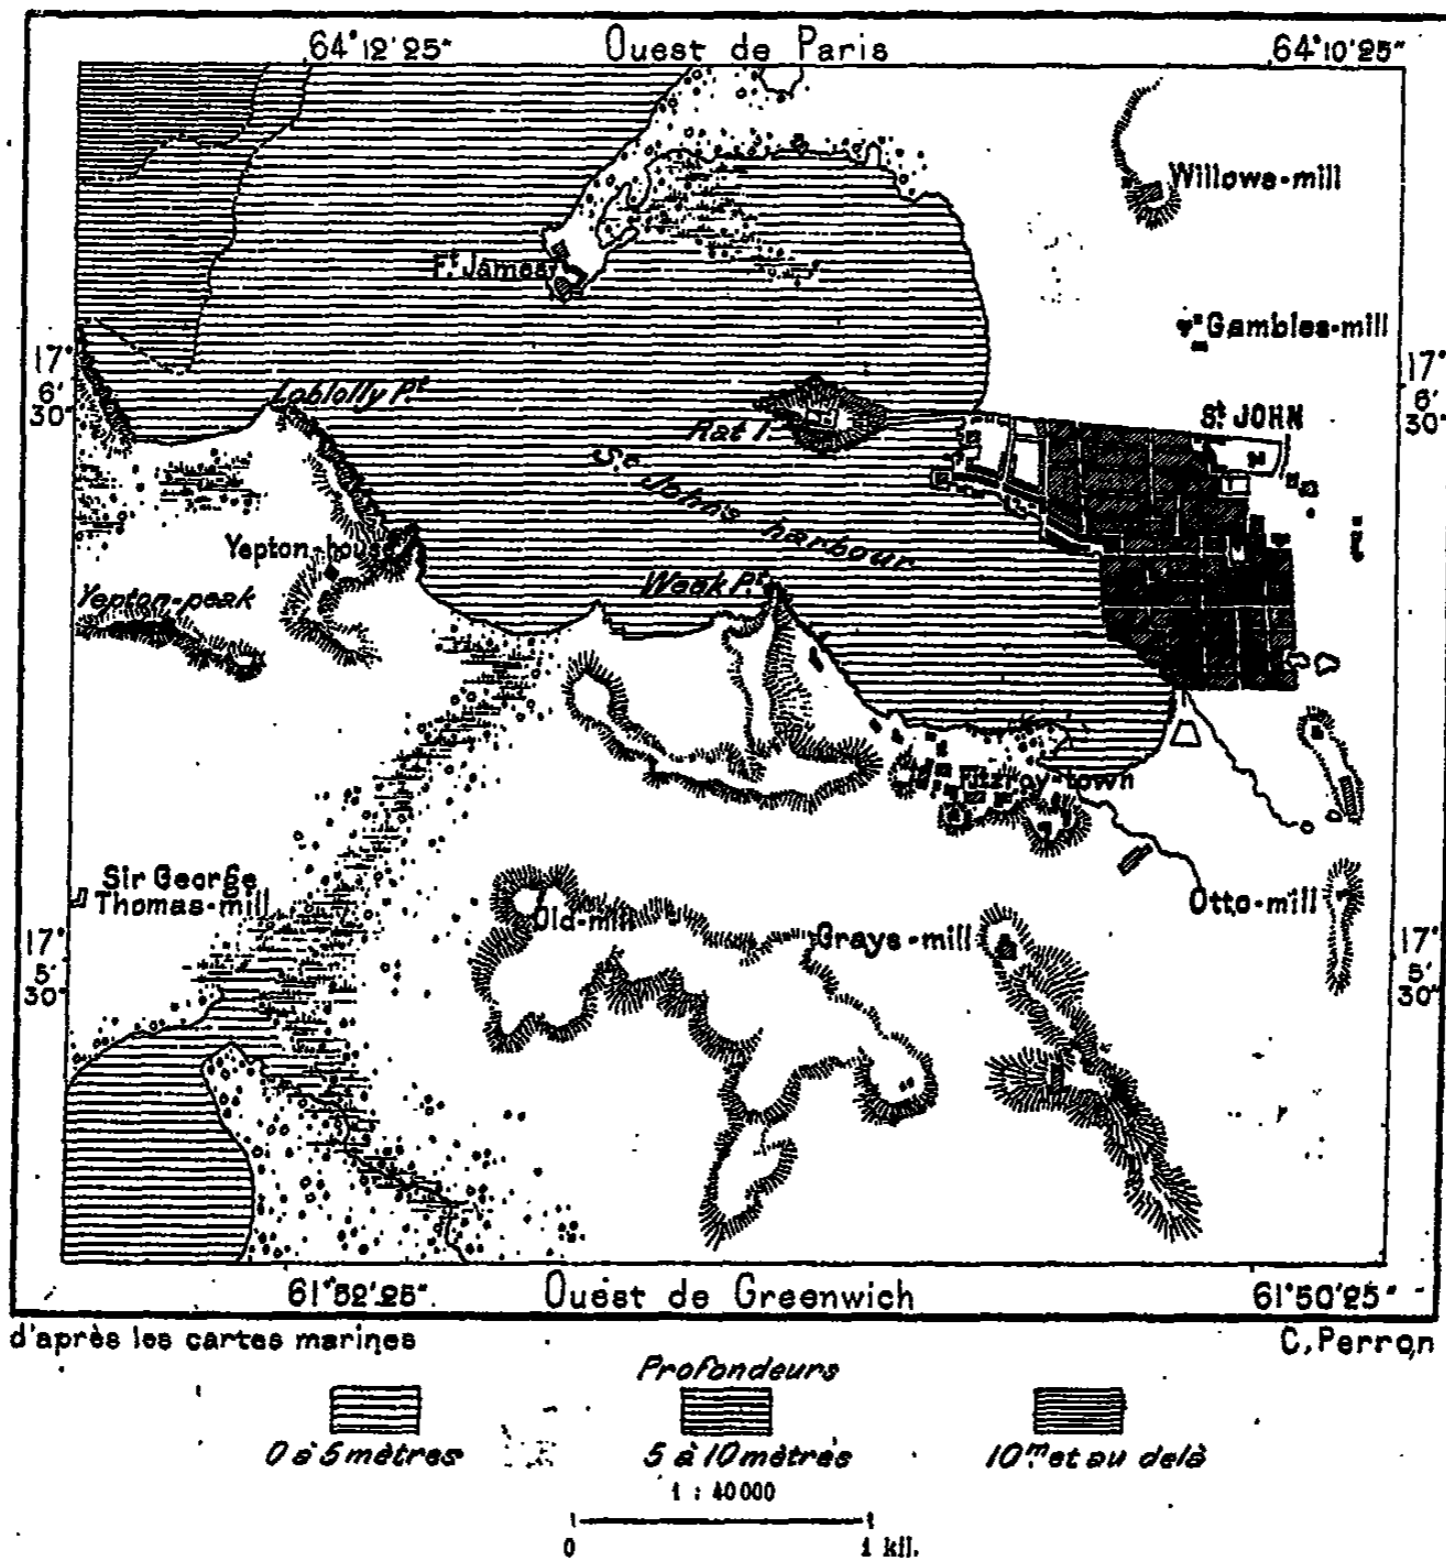 64°12'25"
Ouest de Paris
64°10'25"
Willows-mill
Ft James
Gambles-mill
17°
6'
30"
17°
6'
30"
Loblolly Pt
Rat I.
St JOHN
St John's harbour
Yepton-house
Weak Pt
Yepton-peak
Fitzroy-town
Sir George
Thomas-mill
Old-mill
Otto-mill
Grays-mill
17°
5'
30"
17°
5'
30"
61°52'25"
Ouest de Greenwich
61°50'25"
d'après les cartes marines
C. Perron
Profondeurs
0 à 5 mètres
5 à 10 mètres
10m et au delà
1 : 40000
0
1 kil.